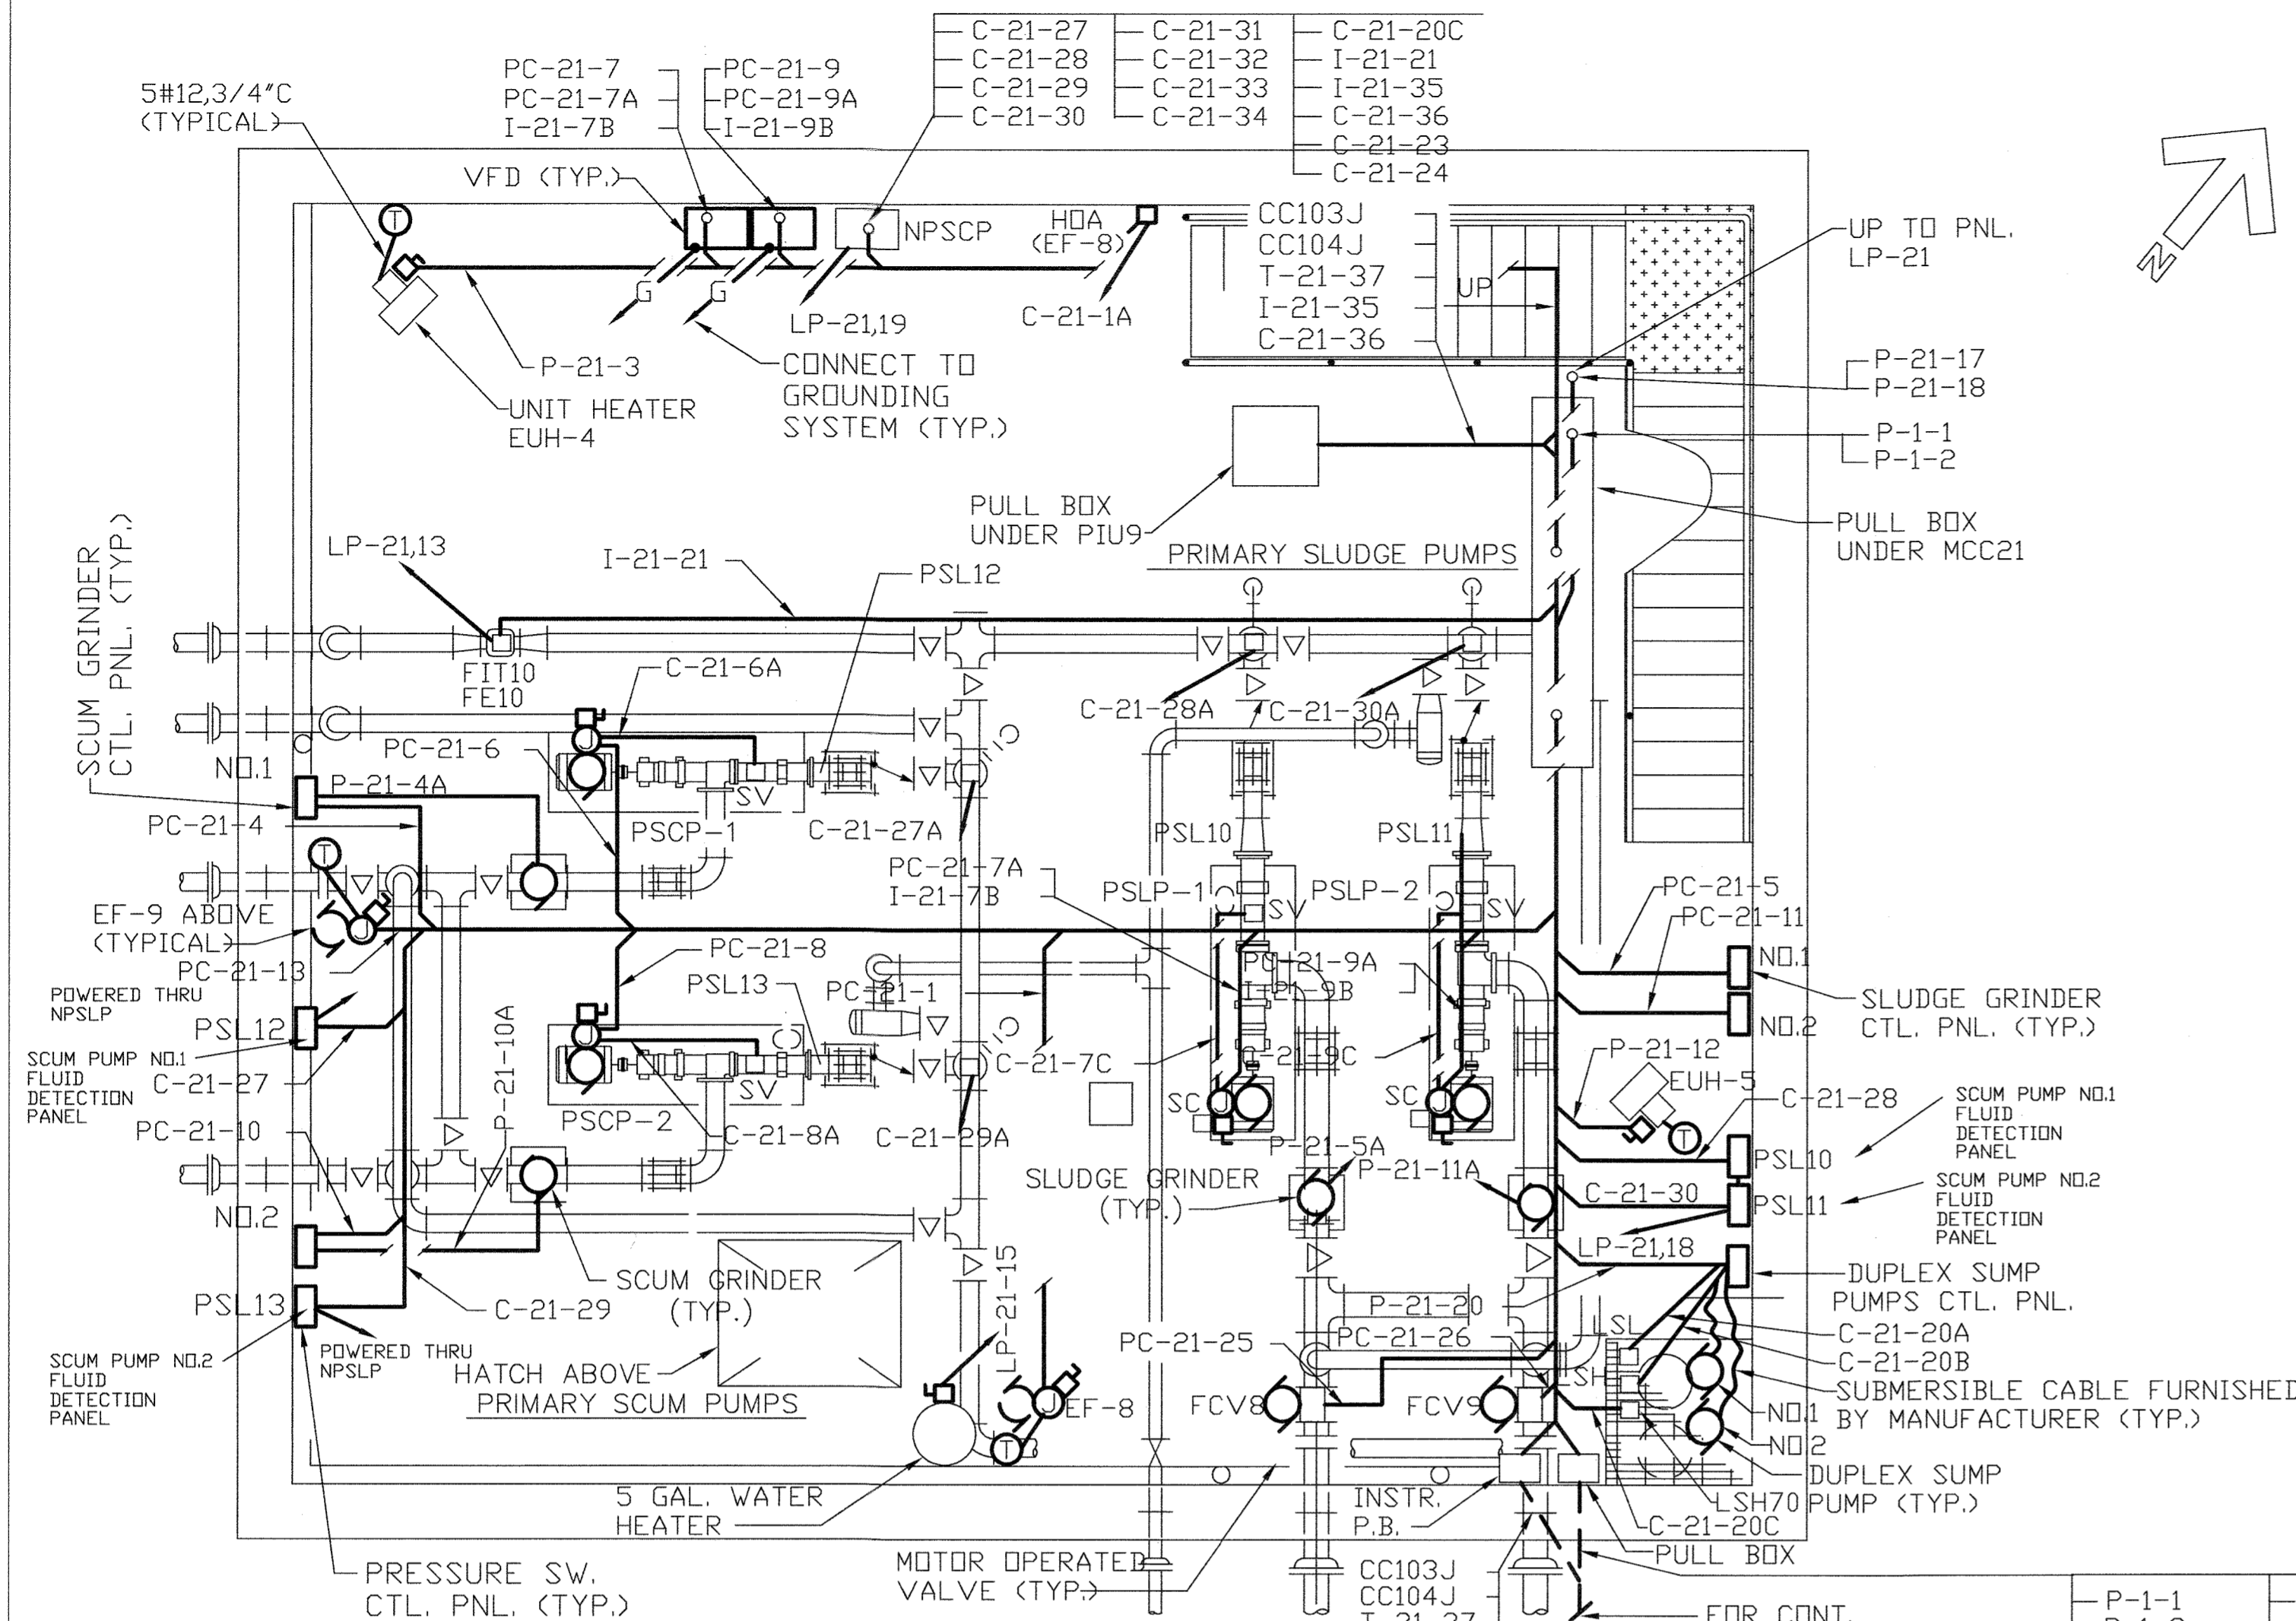 C-21-27
C-21-28
C-21-29
C-21-30
C-21-31
C-21-32
C-21-33
C-21-34
C-21-20C
I-21-21
I-21-35
C-21-36
C-21-23
C-21-24
PC-21-7
PC-21-7A
I-21-7B
PC-21-9
PC-21-9A
I-21-9B
5#12,3/4"C
(TYPICAL)
VFD (TYP.)
T
NPSCP
HOA
(EF-8)
CC103J
CC104J
T-21-37
I-21-35
C-21-36
UP
UP TO PNL.
LP-21
N
G
G
LP-21,19
C-21-1A
P-21-3
CONNECT TO
GROUNDING
SYSTEM (TYP.)
UNIT HEATER
EUH-4
P-21-17
P-21-18
P-1-1
P-1-2
PULL BOX
UNDER PIU9
PULL BOX
UNDER MCC21
PRIMARY SLUDGE PUMPS
SCUM GRINDER
CTL. PNL. (TYP.)
LP-21,13
I-21-21
PSL12
FIT10
FE10
C-21-6A
C-21-28A
C-21-30A
PC-21-6
J
NO.1
P-21-4A
SV
PC-21-4
PSCP-1
C-21-27A
PSL10
PSL11
T
PC-21-7A
I-21-7B
PSLP-1
SV
PSLP-2
SV
PC-21-5
PC-21-11
EF-9 ABOVE
(TYPICAL)
J
PC-21-13
PC-21-8
PSL13
PC-21-1
PC-21-9A
I-21-9B
NO.1
NO.2
SLUDGE GRINDER
CTL. PNL. (TYP.)
POWERED THRU
NPSLP
PSL12
SCUM PUMP NO.1
FLUID
DETECTION
PANEL
C-21-27
P-21-10A
J
SV
PSCP-2
C-21-8A
C-21-7C
C-21-9C
C-21-29A
SC
J
SC
J
P-21-12
EUH-5
T
C-21-28
SCUM PUMP NO.1
FLUID
DETECTION
PANEL
PSL10
PC-21-10
P-21-5A
P-21-11A
SLUDGE GRINDER
(TYP.)
C-21-30
PSL11
SCUM PUMP NO.2
FLUID
DETECTION
PANEL
NO.2
LP-21,18
SCUM GRINDER
(TYP.)
LP-21-15
P-21-20
DUPLEX SUMP
PUMPS CTL. PNL.
PSL13
C-21-29
PC-21-25
PC-21-26
LSL
C-21-20A
C-21-20B
POWERED THRU
NPSLP
SCUM PUMP NO.2
FLUID
DETECTION
PANEL
HATCH ABOVE
PRIMARY SCUM PUMPS
J
EF-8
T
FCV8
FCV9
LSH
SUBMERSIBLE CABLE FURNISHED
BY MANUFACTURER (TYP.)
NO.1
NO.2
DUPLEX SUMP
PUMP (TYP.)
LSH70
C-21-20C
5 GAL. WATER
HEATER
INSTR.
P.B.
PULL BOX
PRESSURE SW.
CTL. PNL. (TYP.)
MOTOR OPERATED
VALVE (TYP.)
CC103J
CC104J
T-21-37
FOR CONT.
P-1-1